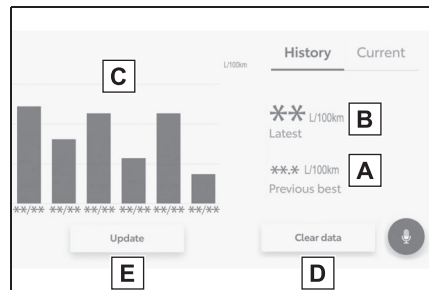 C
L/100km
History Current
** L/100km B
Latest
**.* L/100km A
Previous best
**/** **/** **/** **/** **/** **/**
Update
Clear data
E
D